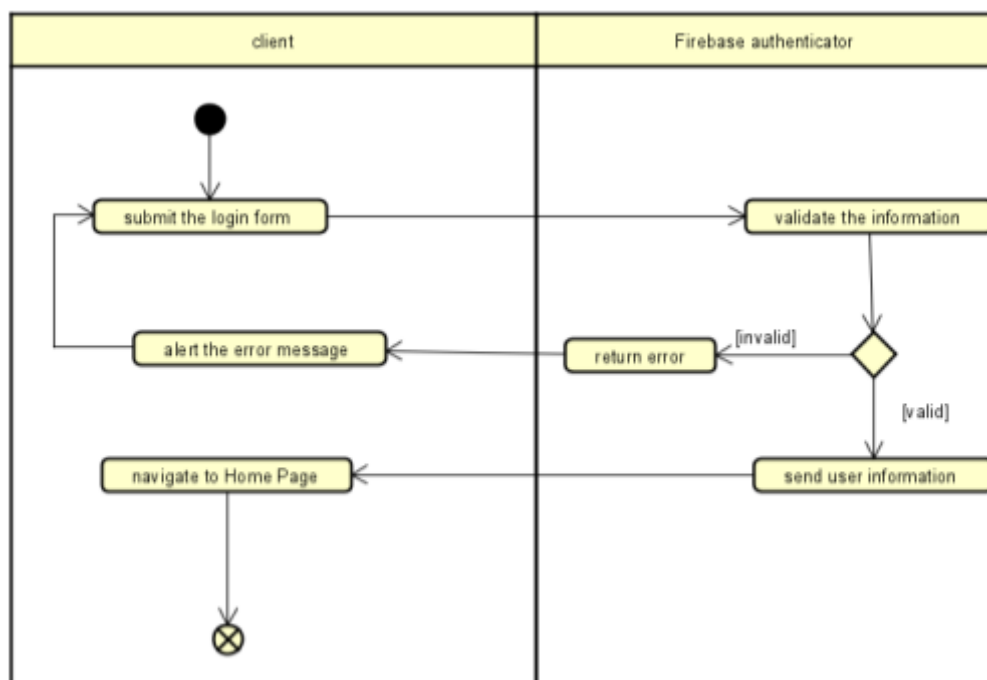 client
Firebase authenticator
submit the login form
validate the information
alert the error message
return error
[invalid]
[valid]
navigate to Home Page
send user information